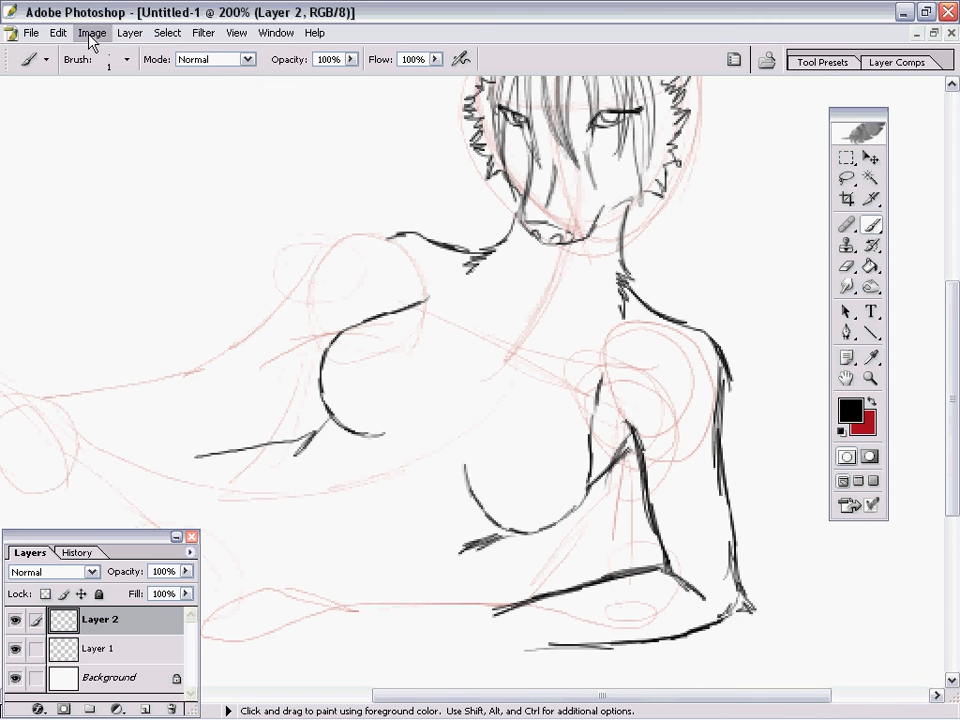 Adobe Photoshop - [Untitled-1 @ 200% (Layer 2, RGB/8)]
File Edit Image Layer Select Filter View Window Help
Brush: 1 Mode: Normal Opacity: 100% Flow: 100% Tool Presets Layer Comps
Layers History
Normal Opacity: 100%
Lock: Fill: 100%
Layer 2
Layer 1
Background
Click and drag to paint using foreground color. Use Shift, Alt, and Ctrl for additional options.